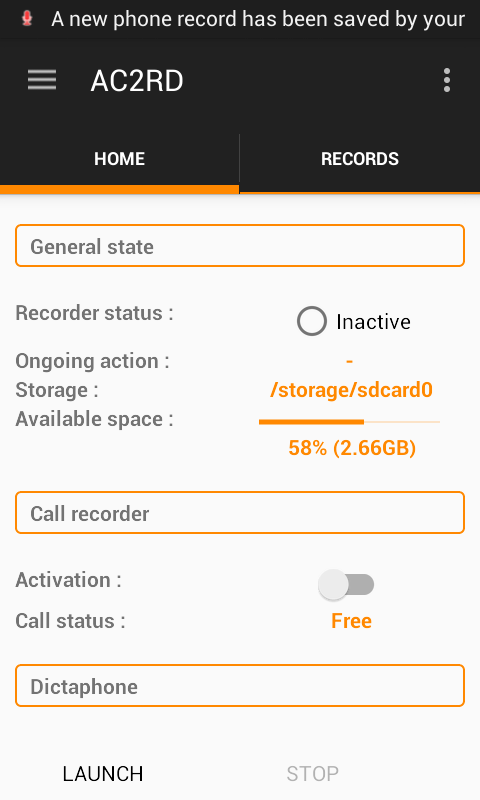 A new phone record has been saved by your
AC2RD
HOME RECORDS
General state
Recorder status : Inactive
Ongoing action : -
Storage : /storage/sdcard0
Available space :
58% (2.66GB)
Call recorder
Activation :
Call status : Free
Dictaphone
LAUNCH STOP